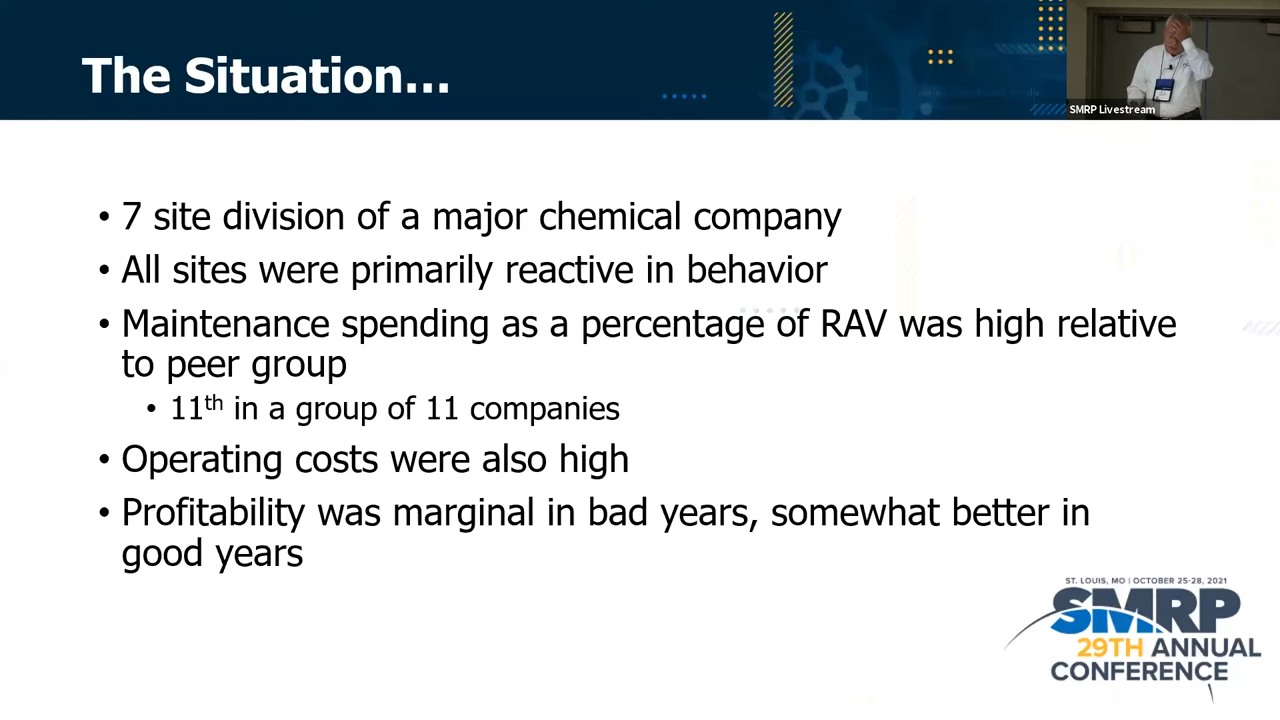 The Situation...
SMRP Livestream
• 7 site division of a major chemical company
• All sites were primarily reactive in behavior
• Maintenance spending as a percentage of RAV was high relative
to peer group
• 11th in a group of 11 companies
• Operating costs were also high
• Profitability was marginal in bad years, somewhat better in
good years
ST. LOUIS, MO | OCTOBER 25-28, 2021
SMRP
29TH ANNUAL
CONFERENCE